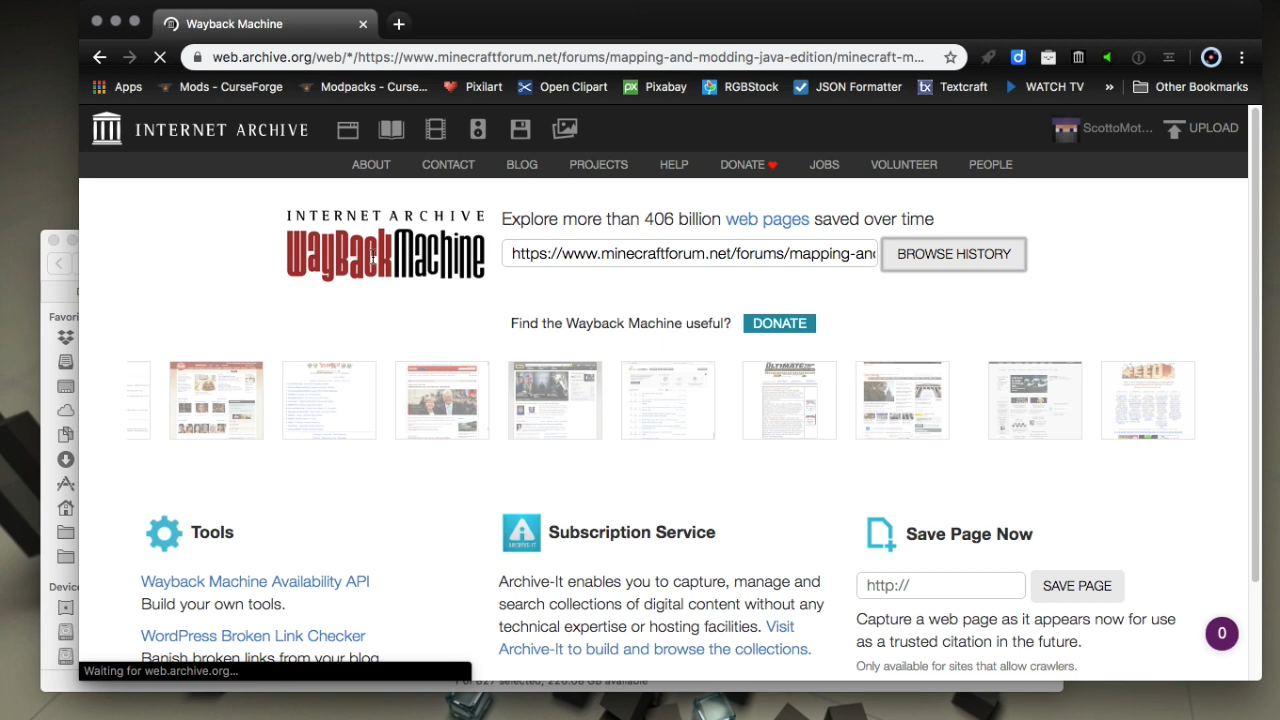 Wayback Machine
web.archive.org/web/*/https://www.minecraftforum.net/forums/mapping-and-modding-java-edition/minecraft-m...
Apps Mods - CurseForge Modpacks - Curse... Pixilart Open Clipart Pixabay RGBStock JSON Formatter Textcraft WATCH TV » Other Bookmarks
INTERNET ARCHIVE ScottoMot... UPLOAD
ABOUT CONTACT BLOG PROJECTS HELP DONATE JOBS VOLUNTEER PEOPLE
INTERNET ARCHIVE
WayBackMachine
Explore more than 406 billion web pages saved over time
https://www.minecraftforum.net/forums/mapping-and BROWSE HISTORY
Find the Wayback Machine useful? DONATE
Favori
Tools
Wayback Machine Availability API
Build your own tools.
WordPress Broken Link Checker
Banish broken links from your blog
Subscription Service
Archive-It enables you to capture, manage and
search collections of digital content without any
technical expertise or hosting facilities. Visit
Archive-It to build and browse the collections.
Save Page Now
http:// SAVE PAGE
Capture a web page as it appears now for use
as a trusted citation in the future.
Only available for sites that allow crawlers.
0
Device
Waiting for web.archive.org...